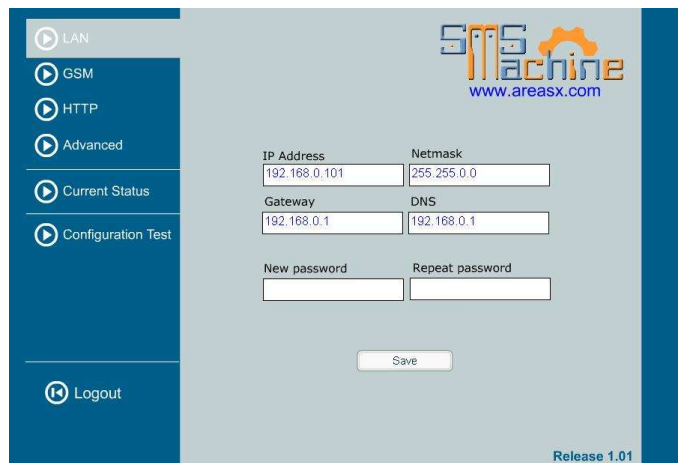 LAN
GSM
HTTP
Advanced
Current Status
Configuration Test
Logout
SMS
Machine
www.areasx.com
IP Address Netmask
192.168.0.101 255.255.0.0
Gateway DNS
192.168.0.1 192.168.0.1
New password Repeat password
Save
Release 1.01